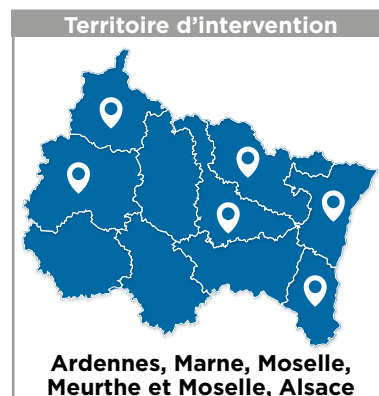 Territoire d’intervention
Ardennes, Marne, Moselle,
Meurthe et Moselle, Alsace